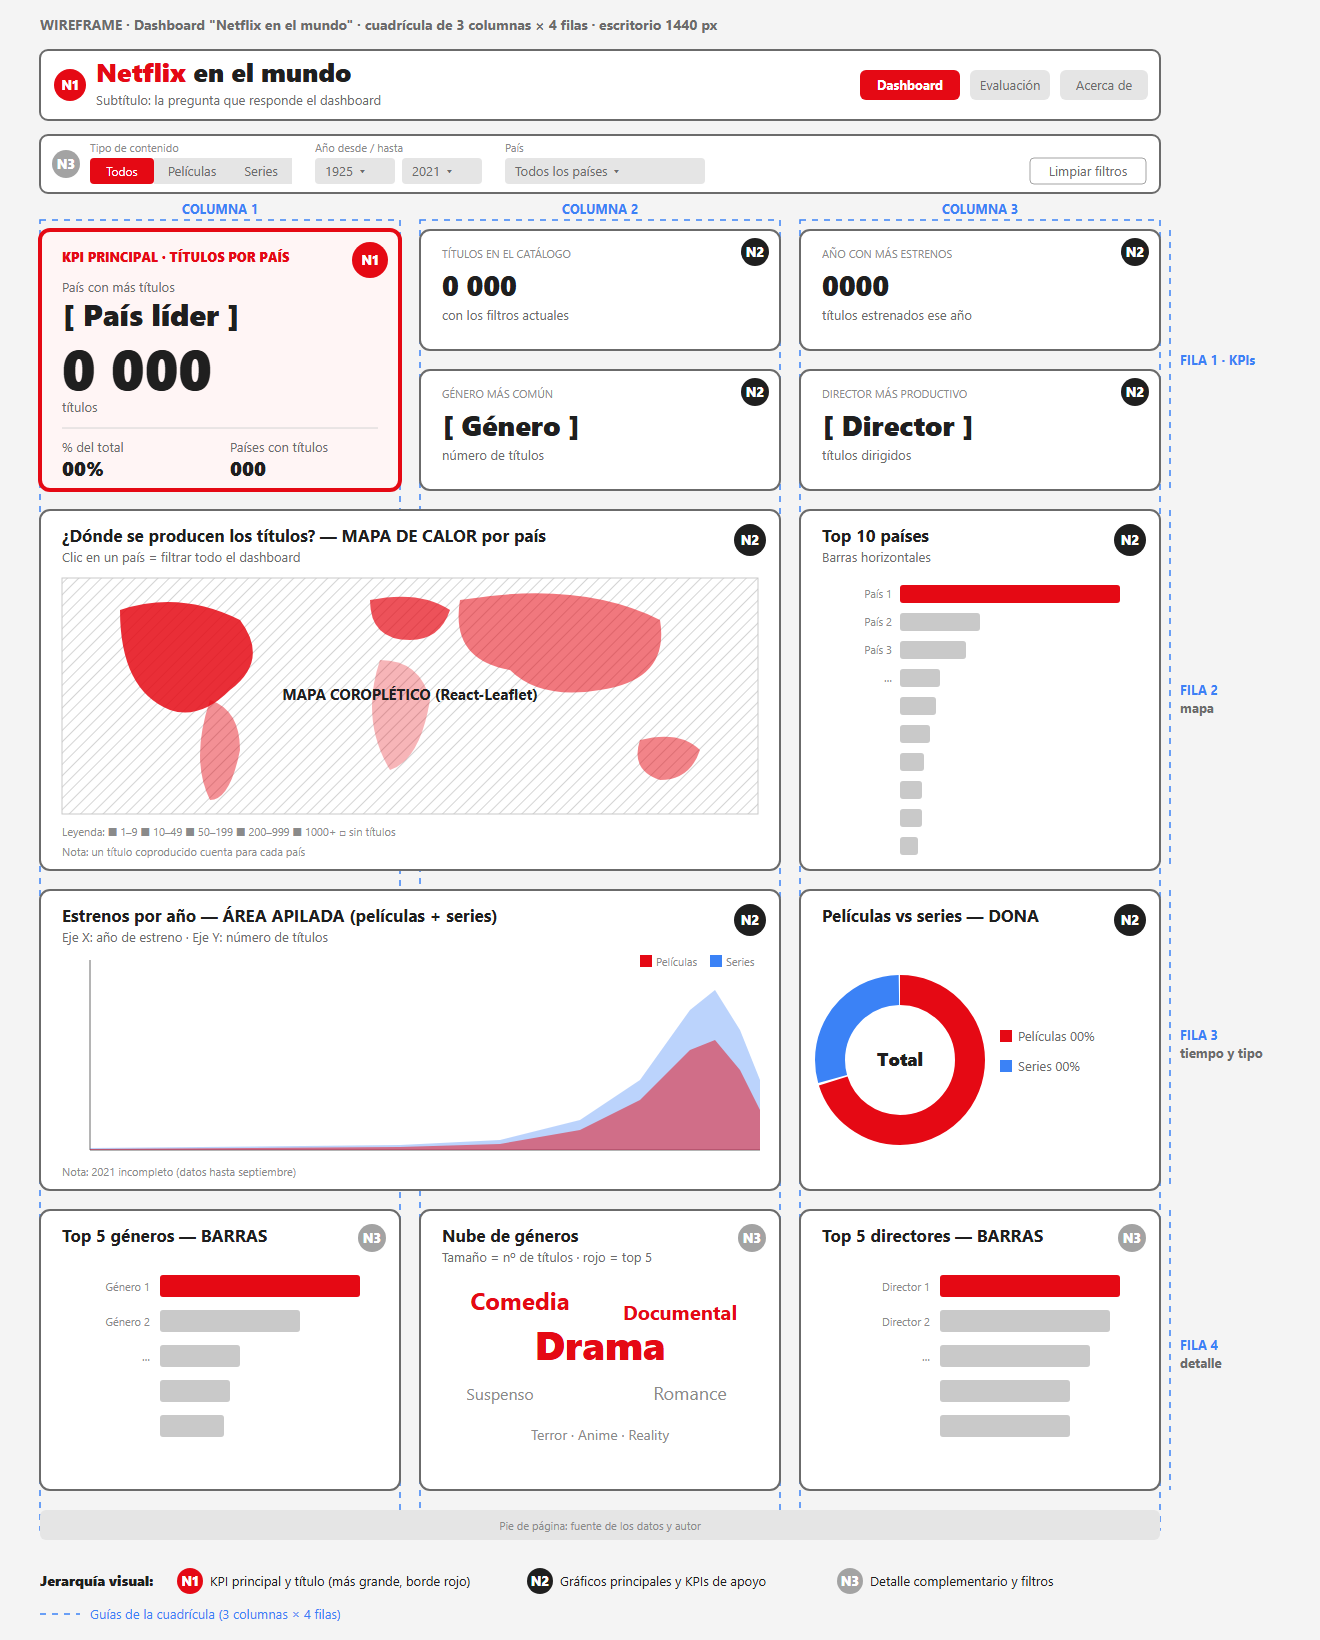 WIREFRAME · Dashboard "Netflix en el mundo" · cuadrícula de 3 columnas × 4 filas · escritorio 1440 px
N1
Netflix en el mundo
Subtítulo: la pregunta que responde el dashboard
Dashboard
Evaluación
Acerca de
N3
Tipo de contenido
Todos
Películas
Series
Año desde / hasta
1925
2021
País
Todos los países
Limpiar filtros
COLUMNA 1
COLUMNA 2
COLUMNA 3
KPI PRINCIPAL · TÍTULOS POR PAÍS
N1
País con más títulos
[ País líder ]
0 000
títulos
% del total
00%
Países con títulos
000
TÍTULOS EN EL CATÁLOGO
N2
0 000
con los filtros actuales
AÑO CON MÁS ESTRENOS
N2
0000
títulos estrenados ese año
GÉNERO MÁS COMÚN
N2
[ Género ]
número de títulos
DIRECTOR MÁS PRODUCTIVO
N2
[ Director ]
títulos dirigidos
FILA 1 · KPIs
¿Dónde se producen los títulos? — MAPA DE CALOR por país
N2
Clic en un país = filtrar todo el dashboard
MAPA COROPLÉTICO (React-Leaflet)
Leyenda: ■ 1–9 ■ 10–49 ■ 50–199 ■ 200–999 ■ 1000+ □ sin títulos
Nota: un título coproducido cuenta para cada país
Top 10 países
N2
Barras horizontales
País 1
País 2
País 3
...
FILA 2
mapa
Estrenos por año — ÁREA APILADA (películas + series)
N2
Eje X: año de estreno · Eje Y: número de títulos
Películas
Series
Nota: 2021 incompleto (datos hasta septiembre)
Películas vs series — DONA
N2
Total
Películas 00%
Series 00%
FILA 3
tiempo y tipo
Top 5 géneros — BARRAS
N3
Género 1
Género 2
...
Nube de géneros
N3
Tamaño = nº de títulos · rojo = top 5
Comedia
Documental
Drama
Suspenso
Romance
Terror · Anime · Reality
Top 5 directores — BARRAS
N3
Director 1
Director 2
...
FILA 4
detalle
Pie de página: fuente de los datos y autor
Jerarquía visual:
N1
KPI principal y título (más grande, borde rojo)
N2
Gráficos principales y KPIs de apoyo
N3
Detalle complementario y filtros
Guías de la cuadrícula (3 columnas × 4 filas)